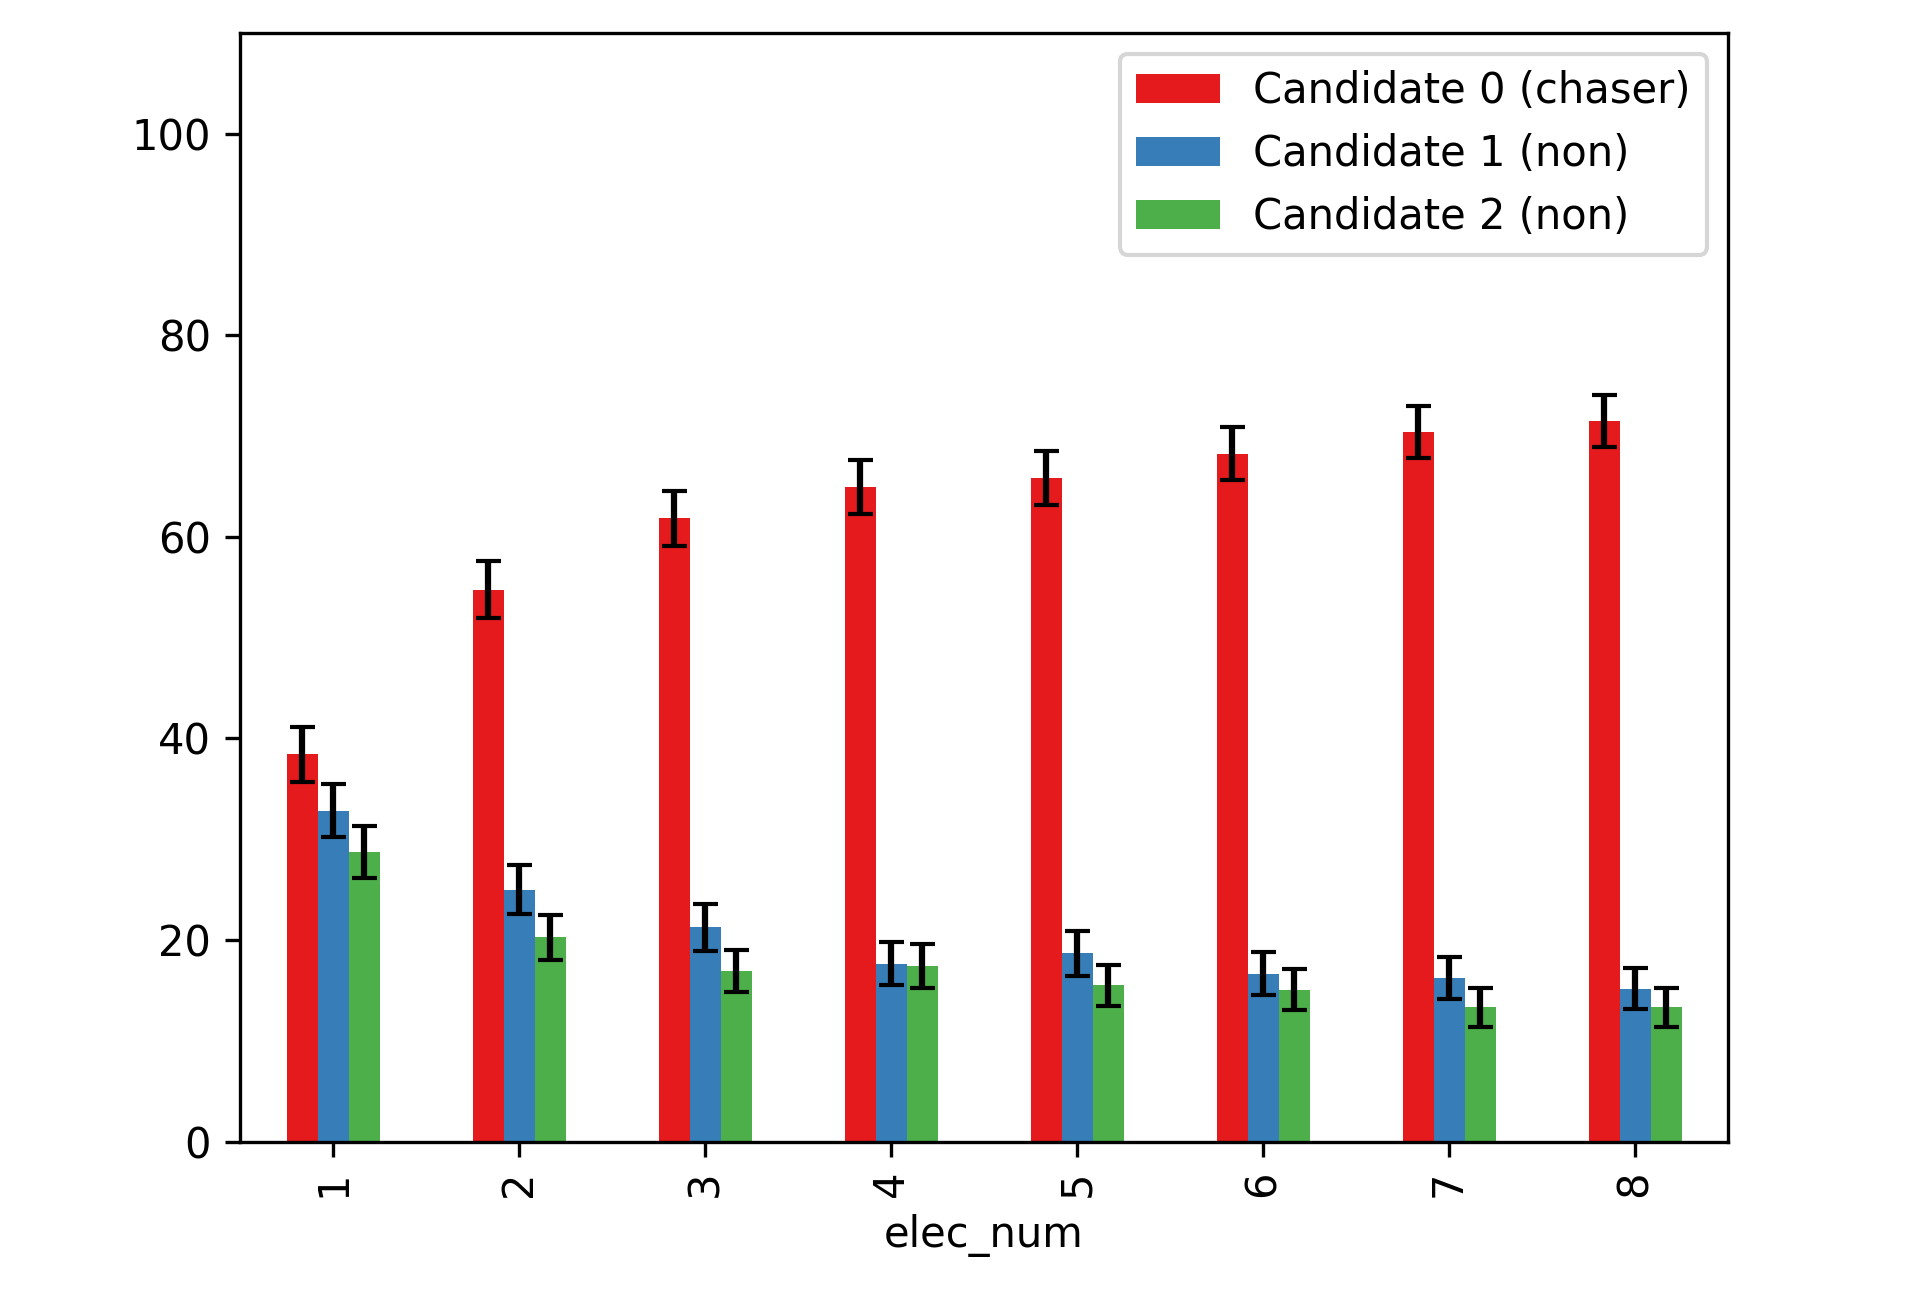 Candidate 0 (chaser)
Candidate 1 (non)
Candidate 2 (non)
100
80
60
40
20
0
1 2 3 4 5 6 7 8
elec_num